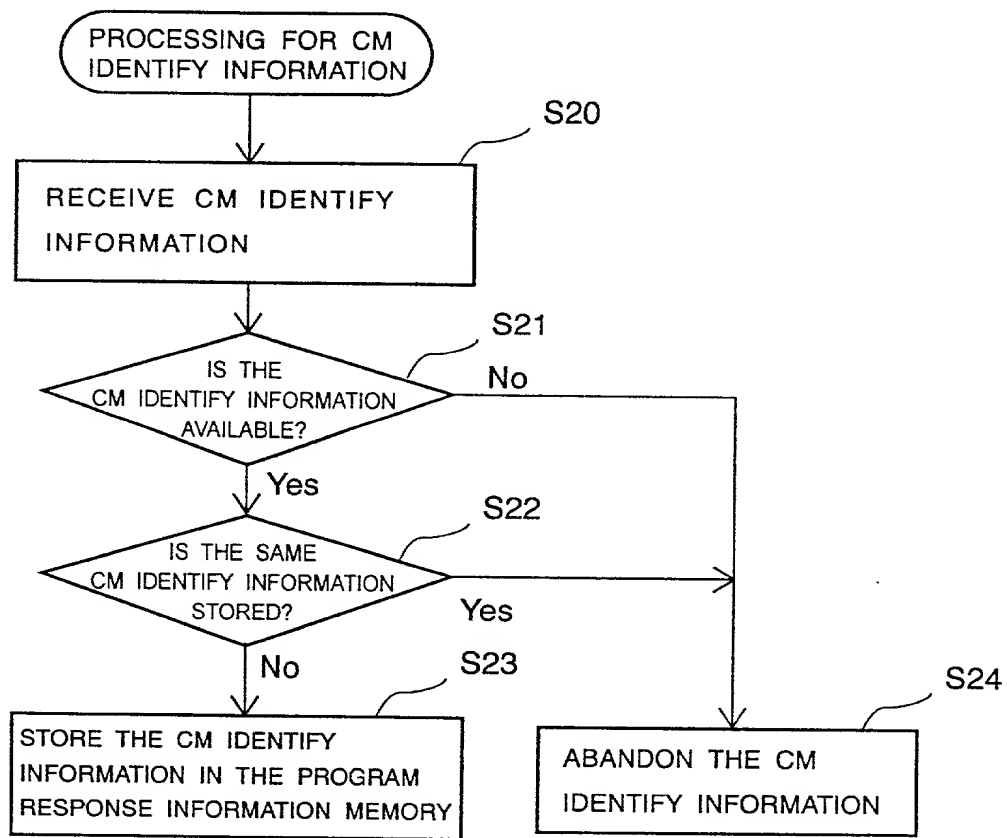 PROCESSING FOR CM
IDENTIFY INFORMATION
S20
RECEIVE CM IDENTIFY
INFORMATION
S21
IS THE
CM IDENTIFY INFORMATION
AVAILABLE?
No
Yes
S22
IS THE SAME
CM IDENTIFY INFORMATION
STORED?
Yes
No
S23
STORE THE CM IDENTIFY
INFORMATION IN THE PROGRAM
RESPONSE INFORMATION MEMORY
S24
ABANDON THE CM
IDENTIFY INFORMATION